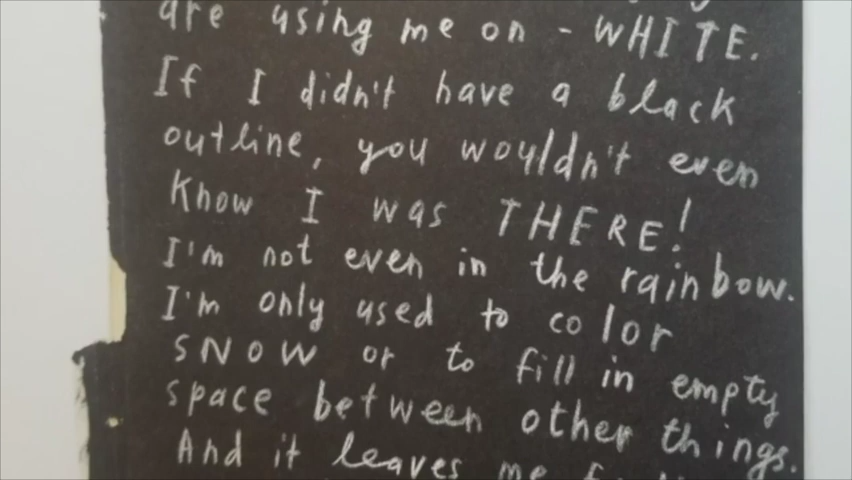 are using me on - WHITE.
If I didn't have a black
outline, you wouldn't even
know I was THERE!
I'm not even in the rainbow.
I'm only used to color
SNOW or to fill in empty
space between other things.
And it leaves me